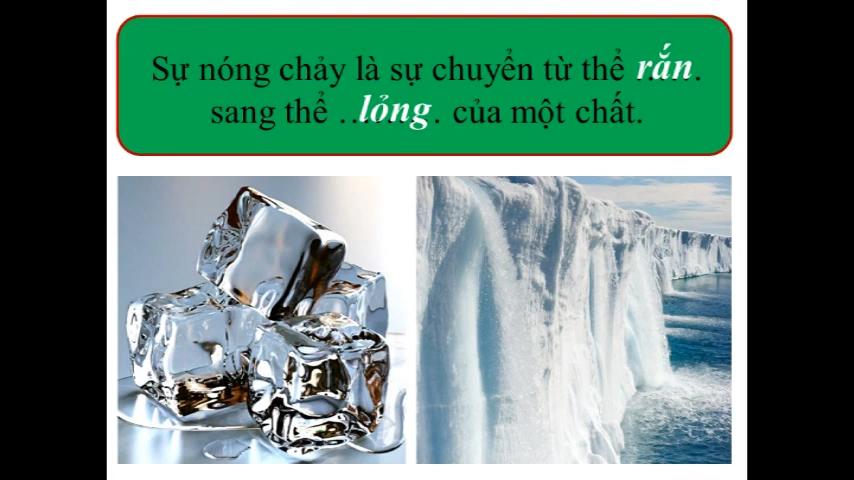 Sự nóng chảy là sự chuyển từ thể rắn.
sang thể ...lỏng... của một chất.